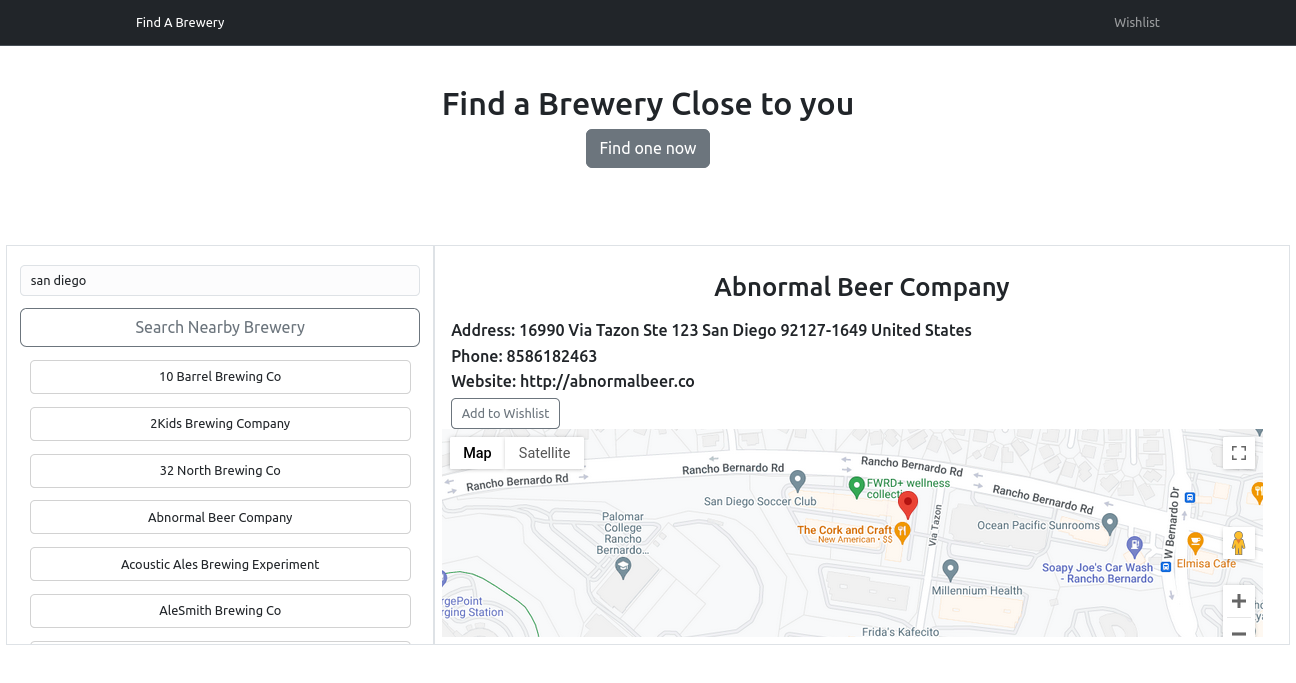 Find A Brewery
Wishlist
Find a Brewery Close to you
Find one now
san diego
Search Nearby Brewery
10 Barrel Brewing Co
2Kids Brewing Company
32 North Brewing Co
Abnormal Beer Company
Acoustic Ales Brewing Experiment
AleSmith Brewing Co
Abnormal Beer Company
Address: 16990 Via Tazon Ste 123 San Diego 92127-1649 United States
Phone: 8586182463
Website: http://abnormalbeer.co
Add to Wishlist
Map
Satellite
Rancho Bernardo Rd
Rancho Bernardo Rd
Rancho Bernardo Rd
Rancho Bernardo Rd
FWRD+ wellness
San Diego Soccer Club
Palomar
College
Rancho
Bernardo...
The Cork and Craft
New American • $$
Via Tazon
Ocean Pacific Sunrooms
W Bernardo Dr
Soapy Joe's Car Wash
- Rancho Bernardo
Elmisa Cafe
Millennium Health
Frida's Kafecito
rgePoint
rging Station